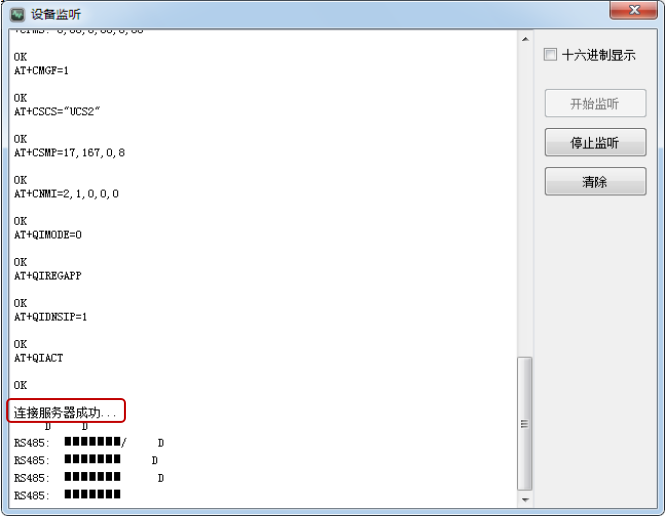 设备监听
OK
AT+CMGF=1
OK
AT+CSCS="UCS2"
OK
AT+CSMP=17,167,0,8
OK
AT+CNMI=2,1,0,0,0
OK
AT+QIMODE=0
OK
AT+QIREGAPP
OK
AT+QIDNSIP=1
OK
AT+QIACT
OK
连接服务器成功...
D D
RS485: ■■■■■■■/ D
RS485: ■■■■■■■ D
RS485: ■■■■■■■ D
RS485: ■■■■■■■
十六进制显示
开始监听
停止监听
清除